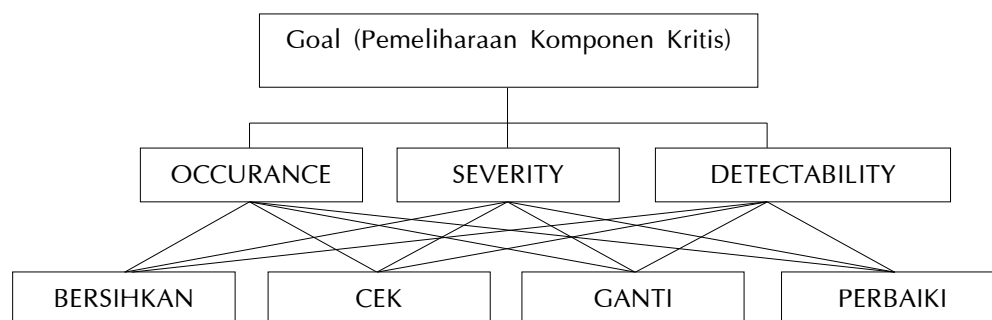 Goal (Pemeliharaan Komponen Kritis)
OCCURANCE
SEVERITY
DETECTABILITY
BERSIHKAN
CEK
GANTI
PERBAIKI